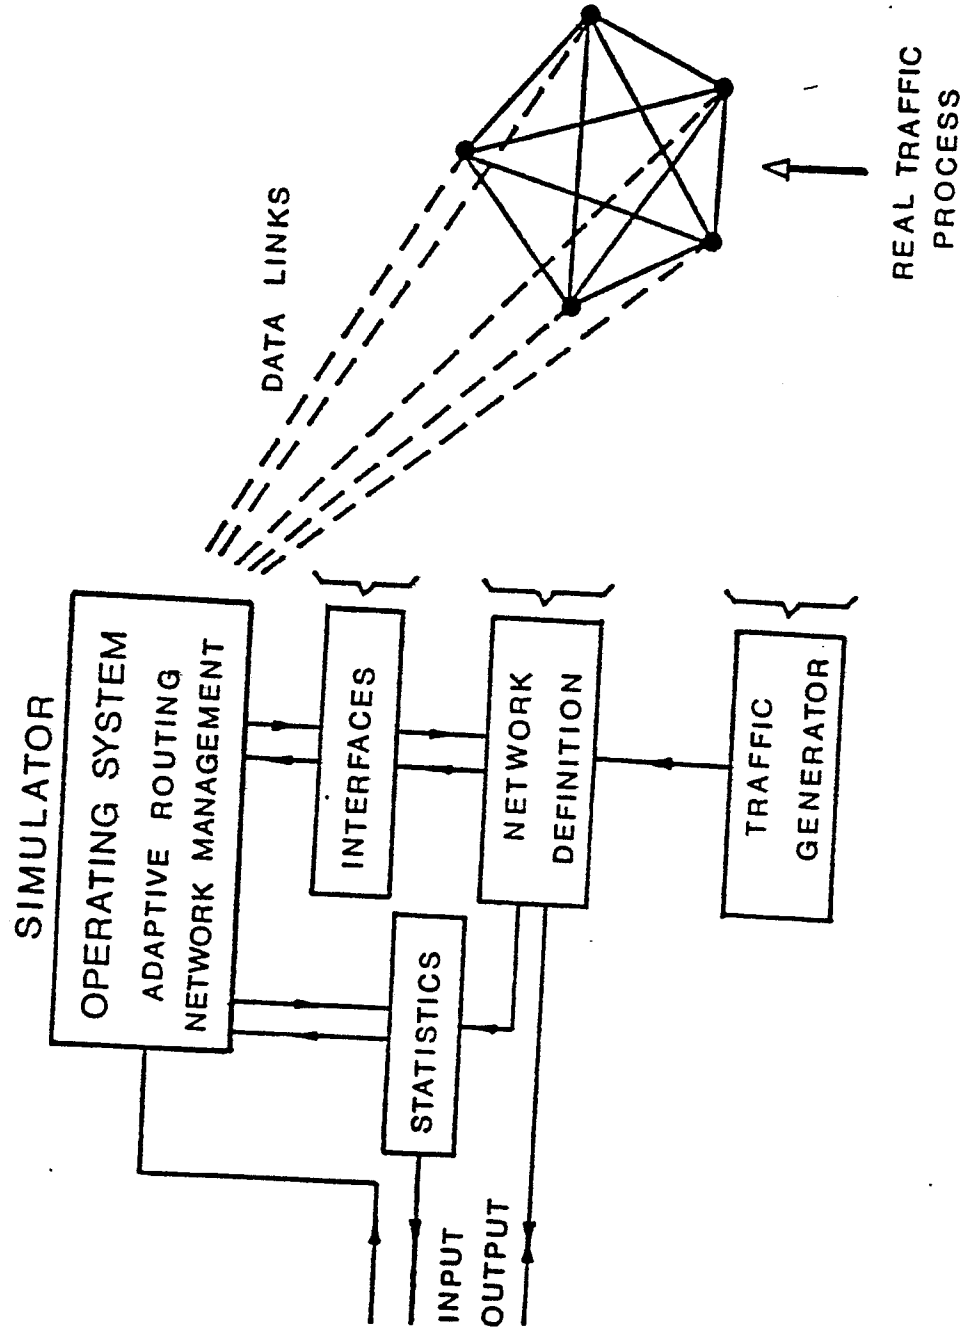 SIMULATOR
OPERATING SYSTEM
ADAPTIVE ROUTING
NETWORK MANAGEMENT
DATA LINKS
STATISTICS
INTERFACES
NETWORK
DEFINITION
TRAFFIC
GENERATOR
INPUT
OUTPUT
REAL TRAFFIC
PROCESS